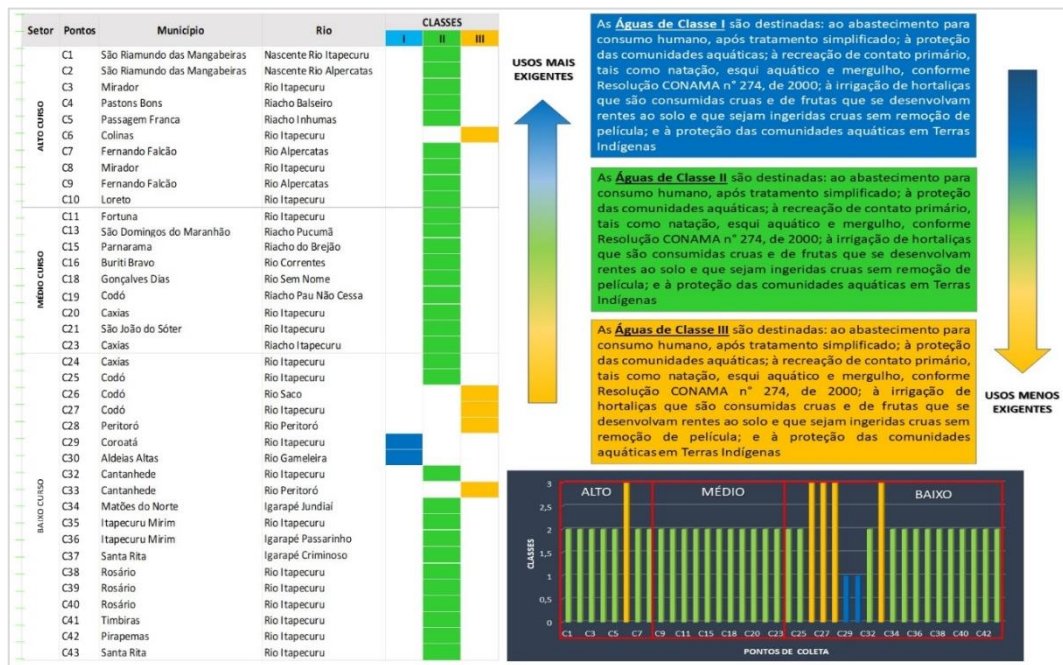 Setor Pontos Município Rio CLASSES
I II III
ALTO CURSO
C1 São Riamundo das Mangabeiras Nascente Rio Itapecuru
C2 São Riamundo das Mangabeiras Nascente Rio Alpercatas
C3 Mirador Rio Itapecuru
C4 Pastons Bons Riacho Balseiro
C5 Passagem Franca Riacho Inhumas
C6 Colinas Rio Itapecuru
C7 Fernando Falcão Rio Alpercatas
C8 Mirador Rio Itapecuru
C9 Fernando Falcão Rio Alpercatas
C10 Loreto Rio Itapecuru
MÉDIO CURSO
C11 Fortuna Rio Itapecuru
C13 São Domingos do Maranhão Riacho Pucumã
C15 Parnarama Riacho do Brejão
C16 Buriti Bravo Rio Correntes
C18 Gonçalves Dias Rio Sem Nome
C19 Codó Riacho Pau Não Cessa
C20 Caxias Rio Itapecuru
C21 São João do Sóter Rio Itapecuru
C23 Caxias Riacho Itapecuru
BAIXO CURSO
C24 Caxias Rio Itapecuru
C25 Codó Rio Itapecuru
C26 Codó Rio Saco
C27 Codó Rio Itapecuru
C28 Peritoró Rio Peritoró
C29 Coroatá Rio Itapecuru
C30 Aldeias Altas Rio Gameleira
C32 Cantanhede Rio Itapecuru
C33 Cantanhede Rio Peritoró
C34 Matões do Norte Igarapé Jundiaí
C35 Itapecuru Mirim Rio Itapecuru
C36 Itapecuru Mirim Igarapé Passarinho
C37 Santa Rita Igarapé Criminoso
C38 Rosário Rio Itapecuru
C39 Rosário Rio Itapecuru
C40 Rosário Rio Itapecuru
C41 Timbiras Rio Itapecuru
C42 Pirapemas Rio Itapecuru
C43 Santa Rita Rio Itapecuru
USOS MAIS
EXIGENTES
As Águas de Classe I são destinadas: ao abastecimento para
consumo humano, após tratamento simplificado; à proteção
das comunidades aquáticas; à recreação de contato primário,
tais como natação, esqui aquático e mergulho, conforme
Resolução CONAMA n° 274, de 2000; à irrigação de hortaliças
que são consumidas cruas e de frutas que se desenvolvam
rentes ao solo e que sejam ingeridas cruas sem remoção de
película; e à proteção das comunidades aquáticas em Terras
Indígenas
As Águas de Classe II são destinadas: ao abastecimento para
consumo humano, após tratamento simplificado; à proteção
das comunidades aquáticas; à recreação de contato primário,
tais como natação, esqui aquático e mergulho, conforme
Resolução CONAMA n° 274, de 2000; à irrigação de hortaliças
que são consumidas cruas e de frutas que se desenvolvam
rentes ao solo e que sejam ingeridas cruas sem remoção de
película; e à proteção das comunidades aquáticas em Terras
Indígenas
As Águas de Classe III são destinadas: ao abastecimento para
consumo humano, após tratamento simplificado; à proteção
das comunidades aquáticas; à recreação de contato primário,
tais como natação, esqui aquático e mergulho, conforme
Resolução CONAMA n° 274, de 2000; à irrigação de
hortaliças que são consumidas cruas e de frutas que se
desenvolvam rentes ao solo e que sejam ingeridas cruas sem
remoção de película; e à proteção das comunidades
aquáticas em Terras Indígenas
USOS MENOS
EXIGENTES
ALTO MÉDIO BAIXO
CLASSES
3
2,5
2
1,5
1
0,5
0
C1 C3 C5 C7 C9 C11 C15 C18 C20 C23 C25 C27 C29 C32 C34 C36 C38 C40 C42
PONTOS DE COLETA